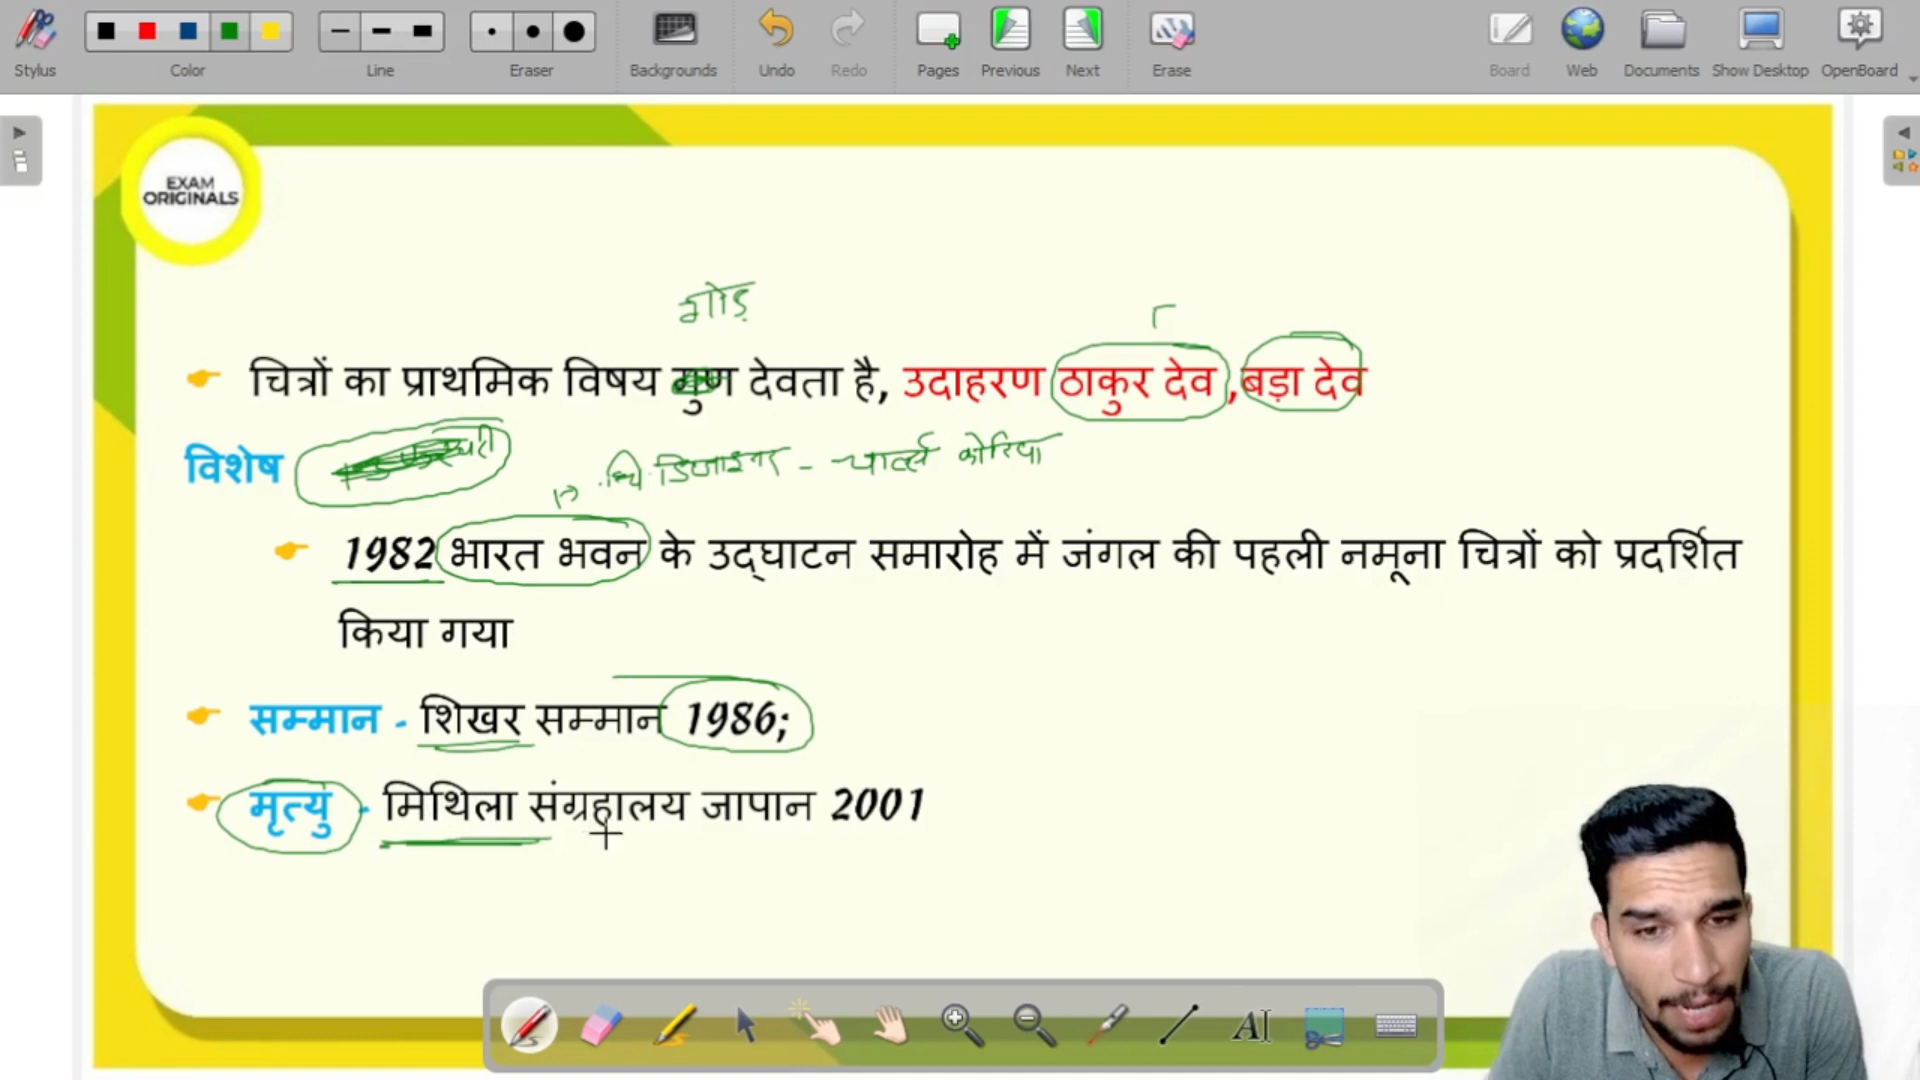 Stylus
Color
Line
Eraser
Backgrounds
Undo
Redo
Pages
Previous
Next
Erase
Board
Web
Documents
Show Desktop
OpenBoard
EXAM
ORIGINALS
गोड़
चित्रों का प्राथमिक विषय देवता है, उदाहरण ठाकुर देव ,बड़ा देव
विशेष
डिजाइनर - चार्ल्स कोरिया
1982 भारत भवन के उद्घाटन समारोह में जंगल की पहली नमूना चित्रों को प्रदर्शित
किया गया
सम्मान - शिखर सम्मान 1986;
मृत्यु - मिथिला संग्रहालय जापान 2001
AI